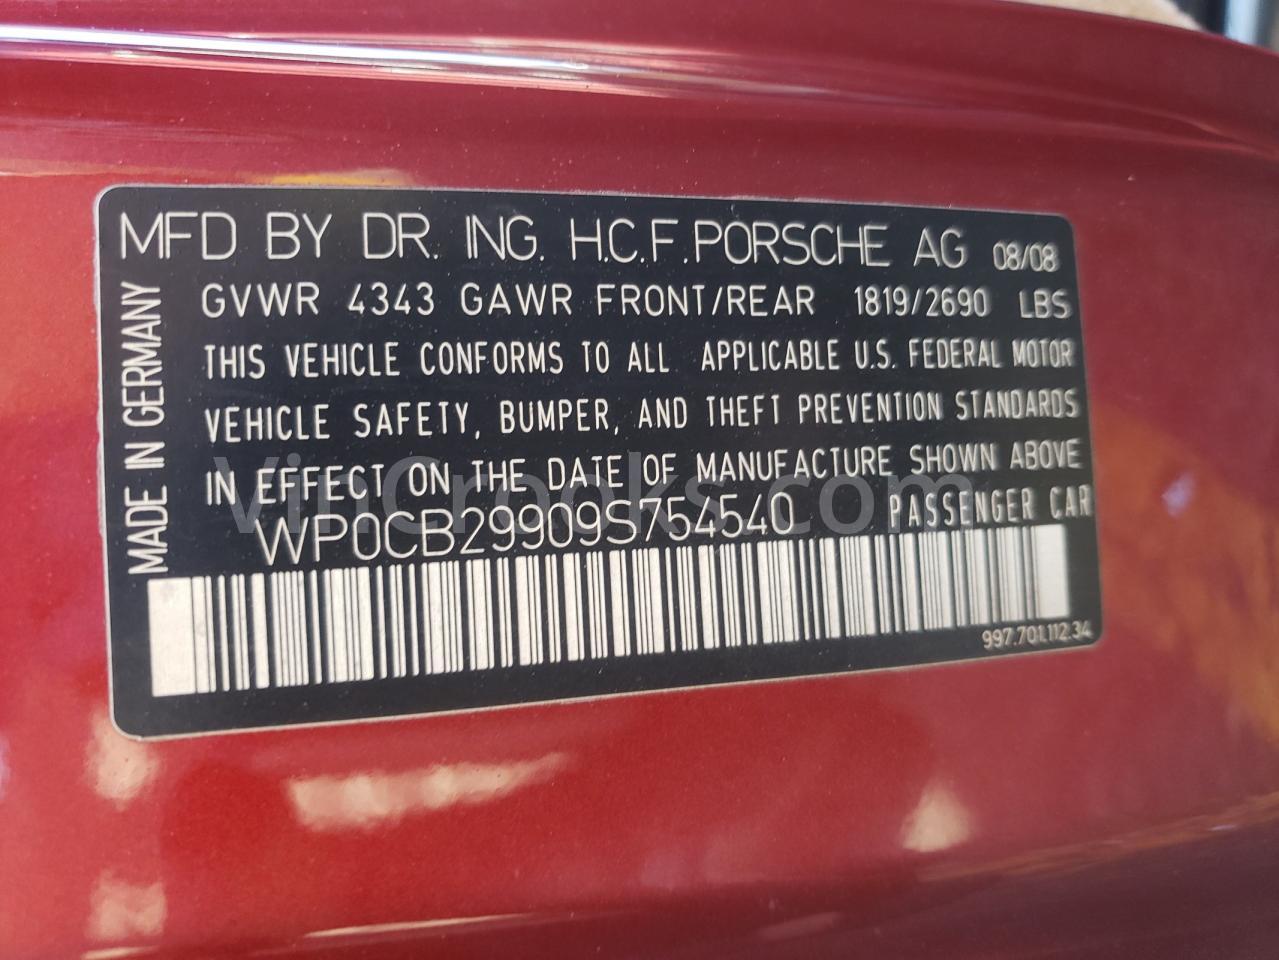 MFD BY DR. ING. H.C.F.PORSCHE AG 08/08
GVWR 4343 GAWR FRONT/REAR 1819/2690 LBS
THIS VEHICLE CONFORMS TO ALL APPLICABLE U.S. FEDERAL MOTOR
VEHICLE SAFETY, BUMPER, AND THEFT PREVENTION STANDARDS
IN EFFECT ON THE DATE OF MANUFACTURE SHOWN ABOVE
WP0CB29909S754540 PASSENGER CAR
997.701.112.34
MADE IN GERMANY
VinCrooks.com